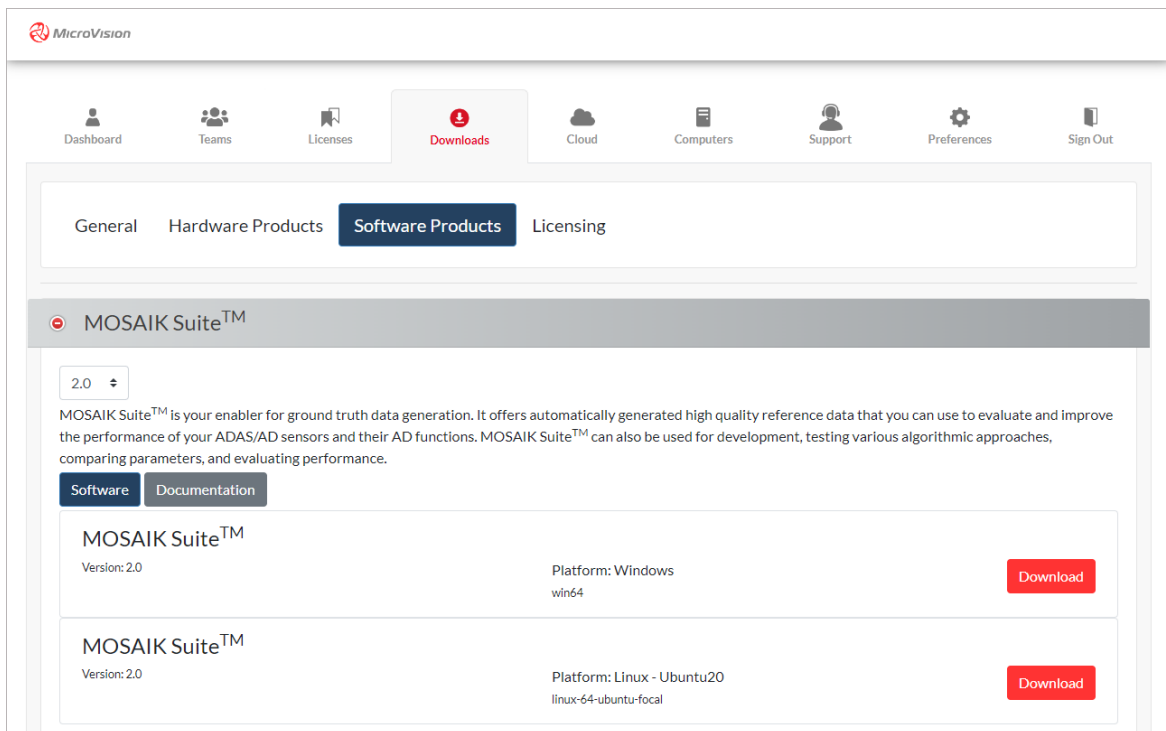 MicroVision
Dashboard
Teams
Licenses
Downloads
Cloud
Computers
Support
Preferences
Sign Out
General
Hardware Products
Software Products
Licensing
MOSAIK Suite™
2.0
MOSAIK Suite™ is your enabler for ground truth data generation. It offers automatically generated high quality reference data that you can use to evaluate and improve
the performance of your ADAS/AD sensors and their AD functions. MOSAIK Suite™ can also be used for development, testing various algorithmic approaches,
comparing parameters, and evaluating performance.
Software
Documentation
MOSAIK Suite™
Version: 2.0
Platform: Windows
win64
Download
MOSAIK Suite™
Version: 2.0
Platform: Linux - Ubuntu20
linux-64-ubuntu-focal
Download